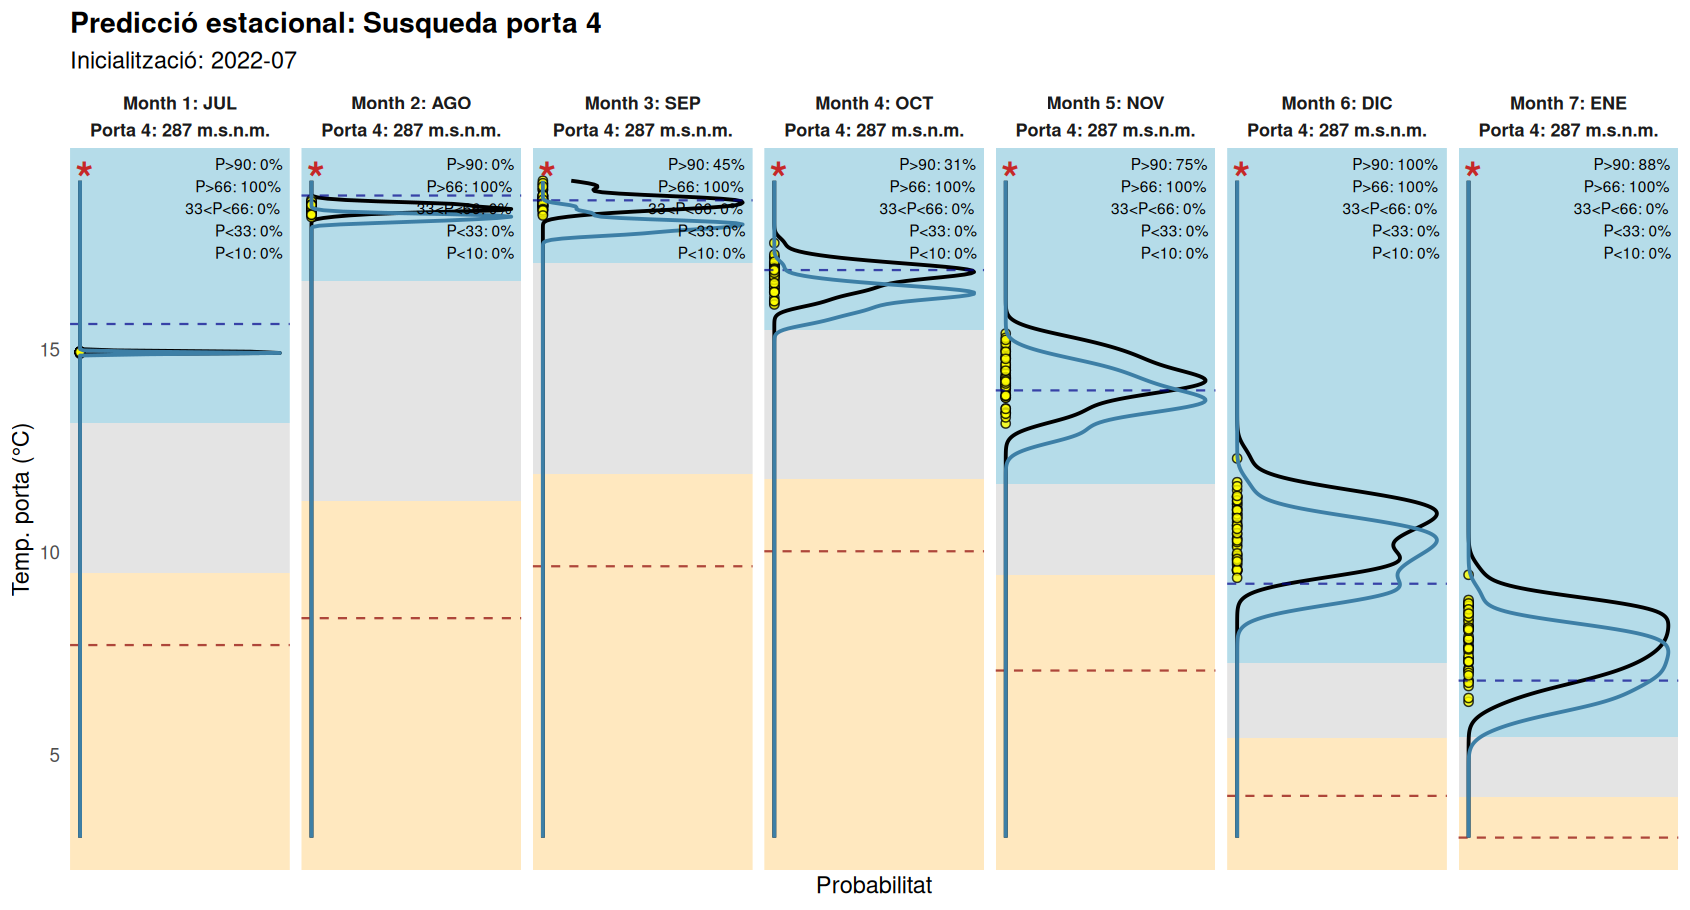 Predicció estacional: Susqueda porta 4
Inicialització: 2022-07
Month 1: JUL
Porta 4: 287 m.s.n.m.
Month 2: AGO
Porta 4: 287 m.s.n.m.
Month 3: SEP
Porta 4: 287 m.s.n.m.
Month 4: OCT
Porta 4: 287 m.s.n.m.
Month 5: NOV
Porta 4: 287 m.s.n.m.
Month 6: DIC
Porta 4: 287 m.s.n.m.
Month 7: ENE
Porta 4: 287 m.s.n.m.
*
P>90: 0%
P>66: 100%
33<P<66: 0%
P<33: 0%
P<10: 0%
*
P>90: 0%
P>66: 100%
33<P<66: 0%
P<33: 0%
P<10: 0%
*
P>90: 45%
P>66: 100%
33<P<66: 0%
P<33: 0%
P<10: 0%
*
P>90: 31%
P>66: 100%
33<P<66: 0%
P<33: 0%
P<10: 0%
*
P>90: 75%
P>66: 100%
33<P<66: 0%
P<33: 0%
P<10: 0%
*
P>90: 100%
P>66: 100%
33<P<66: 0%
P<33: 0%
P<10: 0%
*
P>90: 88%
P>66: 100%
33<P<66: 0%
P<33: 0%
P<10: 0%
Temp. porta (°C)
15
10
5
Probabilitat